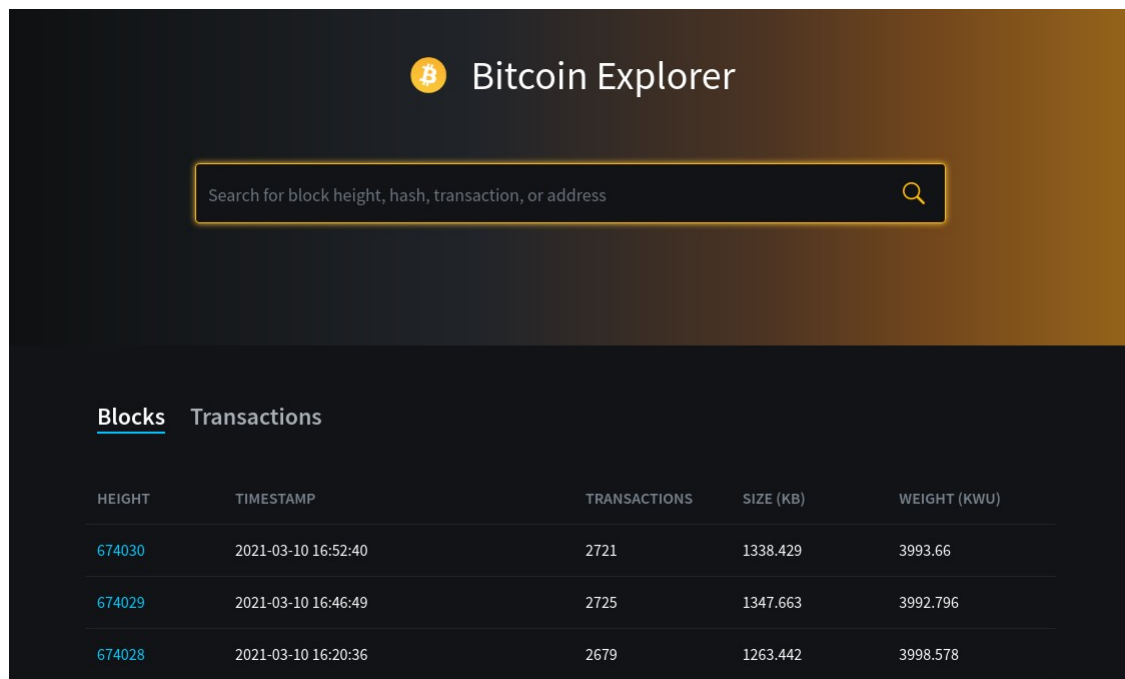 Bitcoin Explorer
Search for block height, hash, transaction, or address
Blocks Transactions
HEIGHT TIMESTAMP TRANSACTIONS SIZE (KB) WEIGHT (KWU)
674030 2021-03-10 16:52:40 2721 1338.429 3993.66
674029 2021-03-10 16:46:49 2725 1347.663 3992.796
674028 2021-03-10 16:20:36 2679 1263.442 3998.578